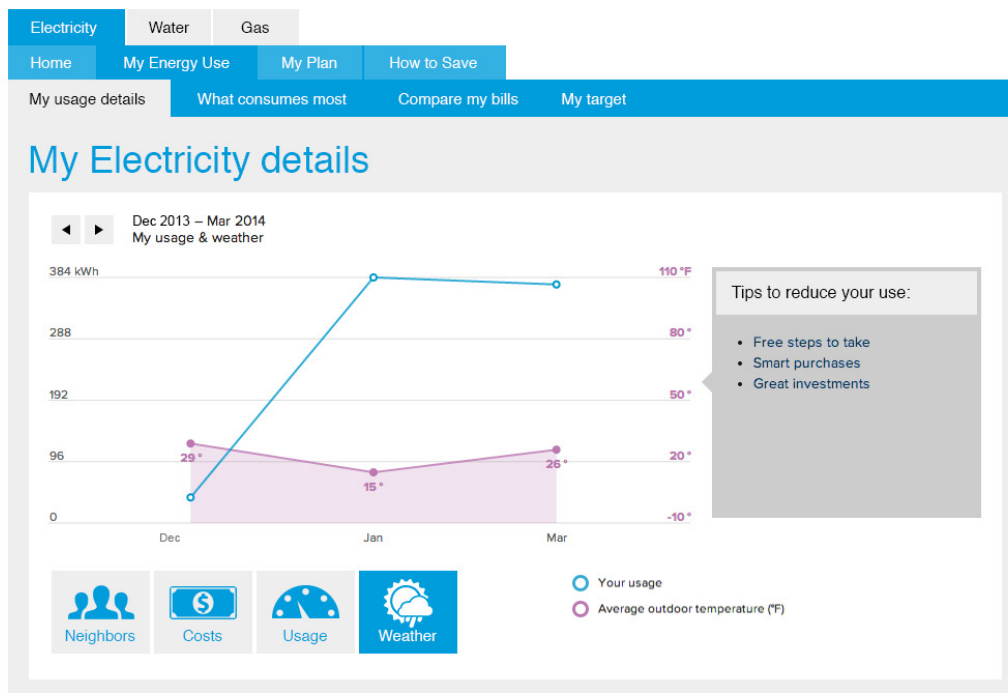 Electricity
Water
Gas
Home
My Energy Use
My Plan
How to Save
My usage details
What consumes most
Compare my bills
My target
My Electricity details
Dec 2013 – Mar 2014
My usage & weather
384 kWh
110 °F
288
80 °
192
50 °
96
20 °
0
-10 °
29 °
15 °
26 °
Dec
Jan
Mar
Tips to reduce your use:
• Free steps to take
• Smart purchases
• Great investments
Neighbors
$
Costs
Usage
Weather
Your usage
Average outdoor temperature (°F)